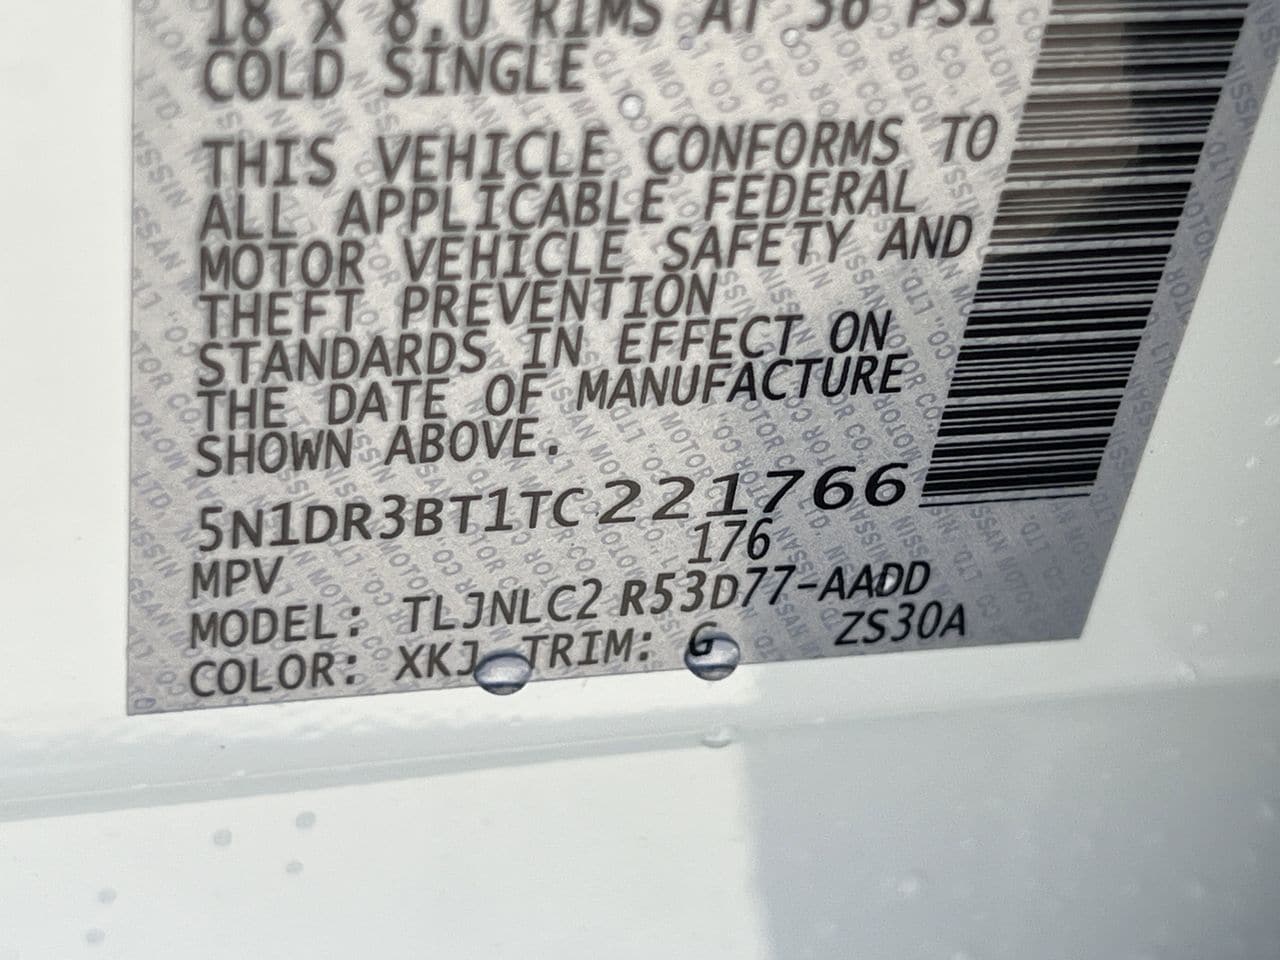 18 X 8.0 RIMS AT 36 PSI
COLD SINGLE
THIS VEHICLE CONFORMS TO
ALL APPLICABLE FEDERAL
MOTOR VEHICLE SAFETY AND
THEFT PREVENTION
STANDARDS IN EFFECT ON
THE DATE OF MANUFACTURE
SHOWN ABOVE.
5N1DR3BT1TC221766
MPV 176
MODEL: TLJNLC2 R53D77-AADD
COLOR: XKJ TRIM: G ZS30A